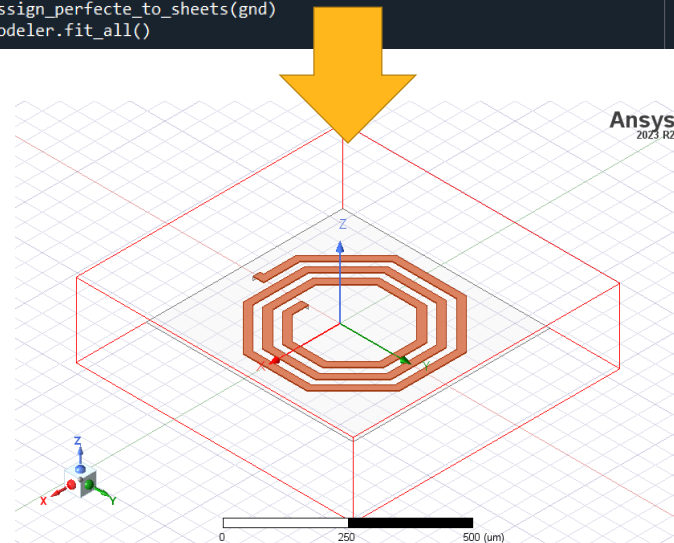 ssign_perfecte_to_sheets(gnd)
odeler.fit_all()
Ansys
2023 R2
Z
X
Y
Z
X
Y
0
250
500 (um)